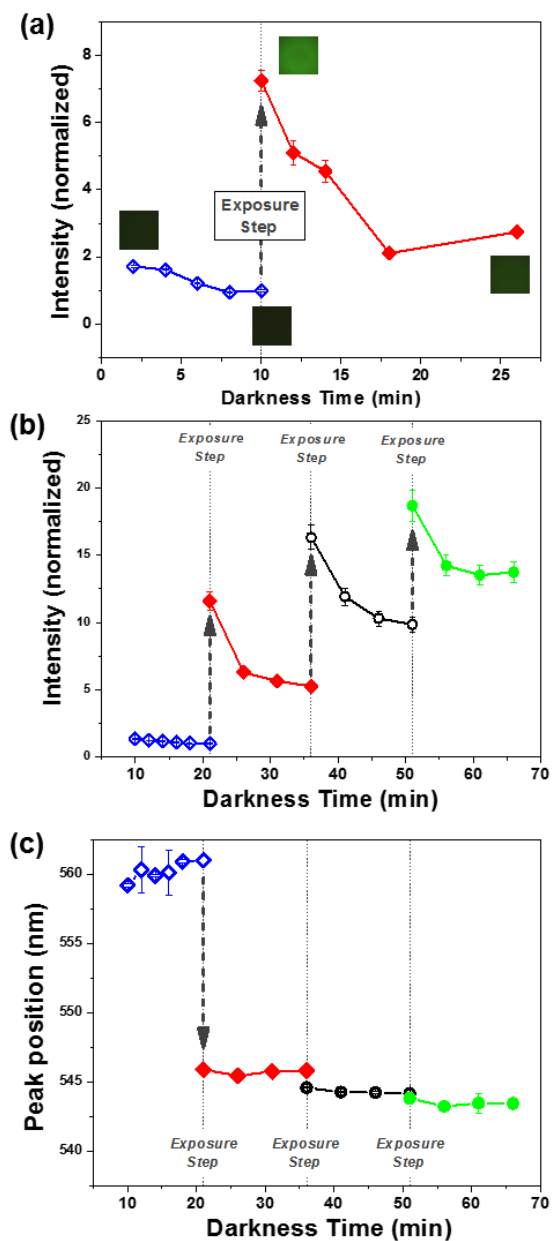 (a)
Intensity (normalized)
8
6
4
2
0
Exposure
Step
0 5 10 15 20 25
Darkness Time (min)
(b)
Intensity (normalized)
25
20
15
10
5
0
Exposure Exposure Exposure
Step Step Step
10 20 30 40 50 60 70
Darkness Time (min)
(c)
Peak position (nm)
560
555
550
545
540
Exposure Exposure Exposure
Step Step Step
10 20 30 40 50 60 70
Darkness Time (min)